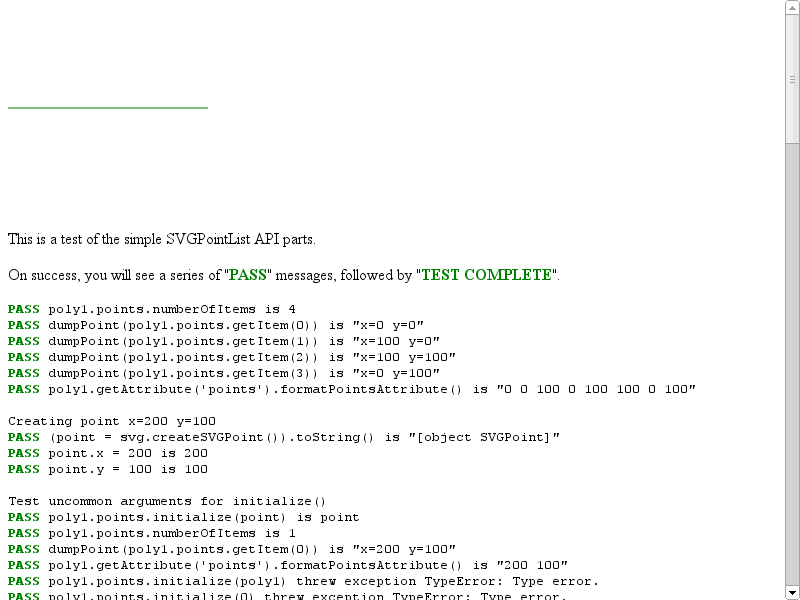 This is a test of the simple SVGPointList API parts.
On success, you will see a series of "PASS" messages, followed by "TEST COMPLETE".
PASS poly1.points.numberOfItems is 4
PASS dumpPoint(poly1.points.getItem(0)) is "x=0 y=0"
PASS dumpPoint(poly1.points.getItem(1)) is "x=100 y=0"
PASS dumpPoint(poly1.points.getItem(2)) is "x=100 y=100"
PASS dumpPoint(poly1.points.getItem(3)) is "x=0 y=100"
PASS poly1.getAttribute('points').formatPointsAttribute() is "0 0 100 0 100 100 0 100"
Creating point x=200 y=100
PASS (point = svg.createSVGPoint()).toString() is "[object SVGPoint]"
PASS point.x = 200 is 200
PASS point.y = 100 is 100
Test uncommon arguments for initialize()
PASS poly1.points.initialize(point) is point
PASS poly1.points.numberOfItems is 1
PASS dumpPoint(poly1.points.getItem(0)) is "x=200 y=100"
PASS poly1.getAttribute('points').formatPointsAttribute() is "200 100"
PASS poly1.points.initialize(poly1) threw exception TypeError: Type error.
PASS poly1.points.initialize(0) threw exception TypeError: Type error.